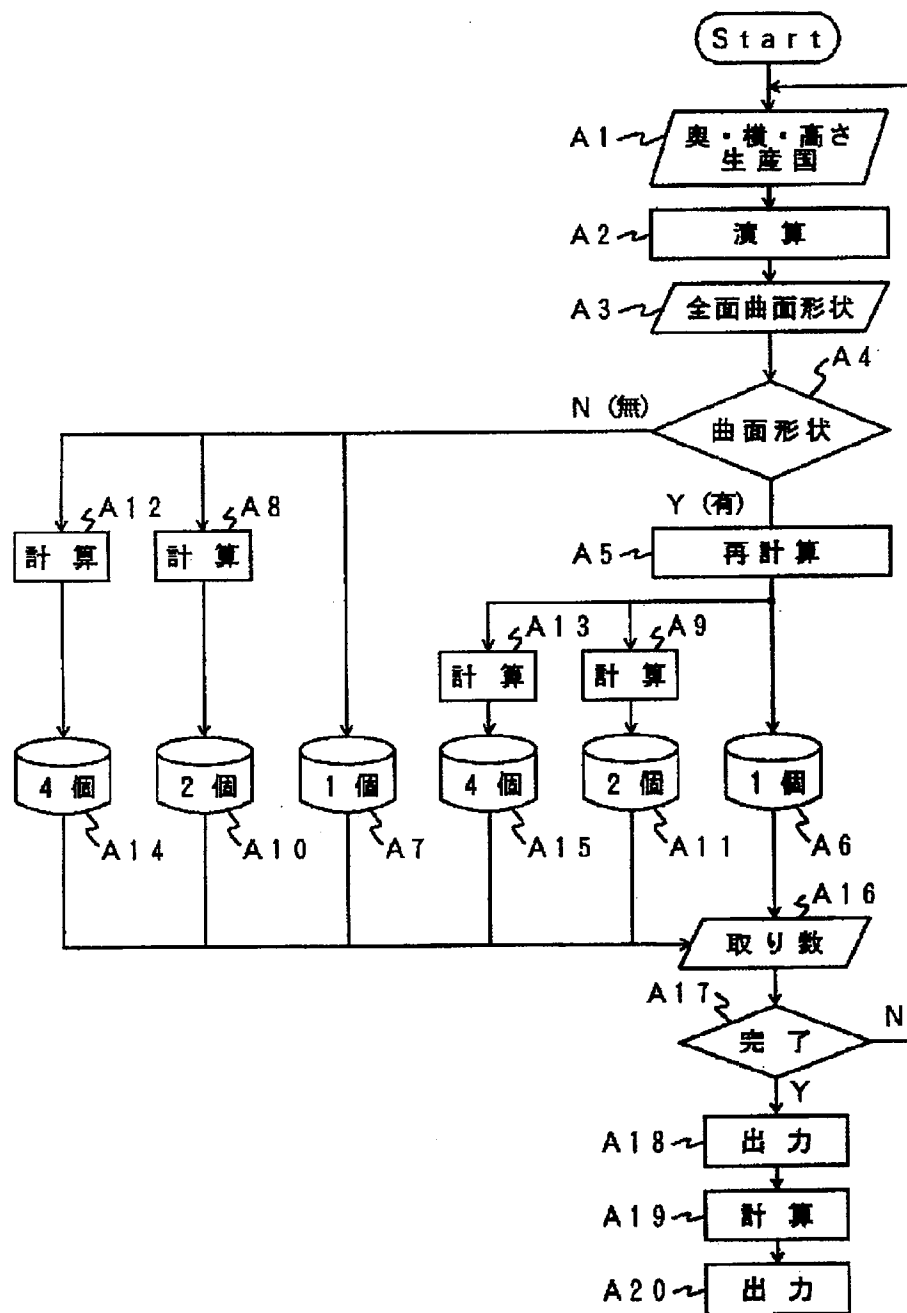 Start
A1
奥・横・高さ
生産国
A2
演算
A3
全面曲面形状
A4
N (無)
曲面形状
Y (有)
A12
A8
計算
計算
A5
再計算
A13
A9
計算
計算
4個
2個
1個
4個
2個
1個
A14
A10
A7
A15
A11
A6
A16
取り数
A17
N
完了
Y
A18
出力
A19
計算
A20
出力